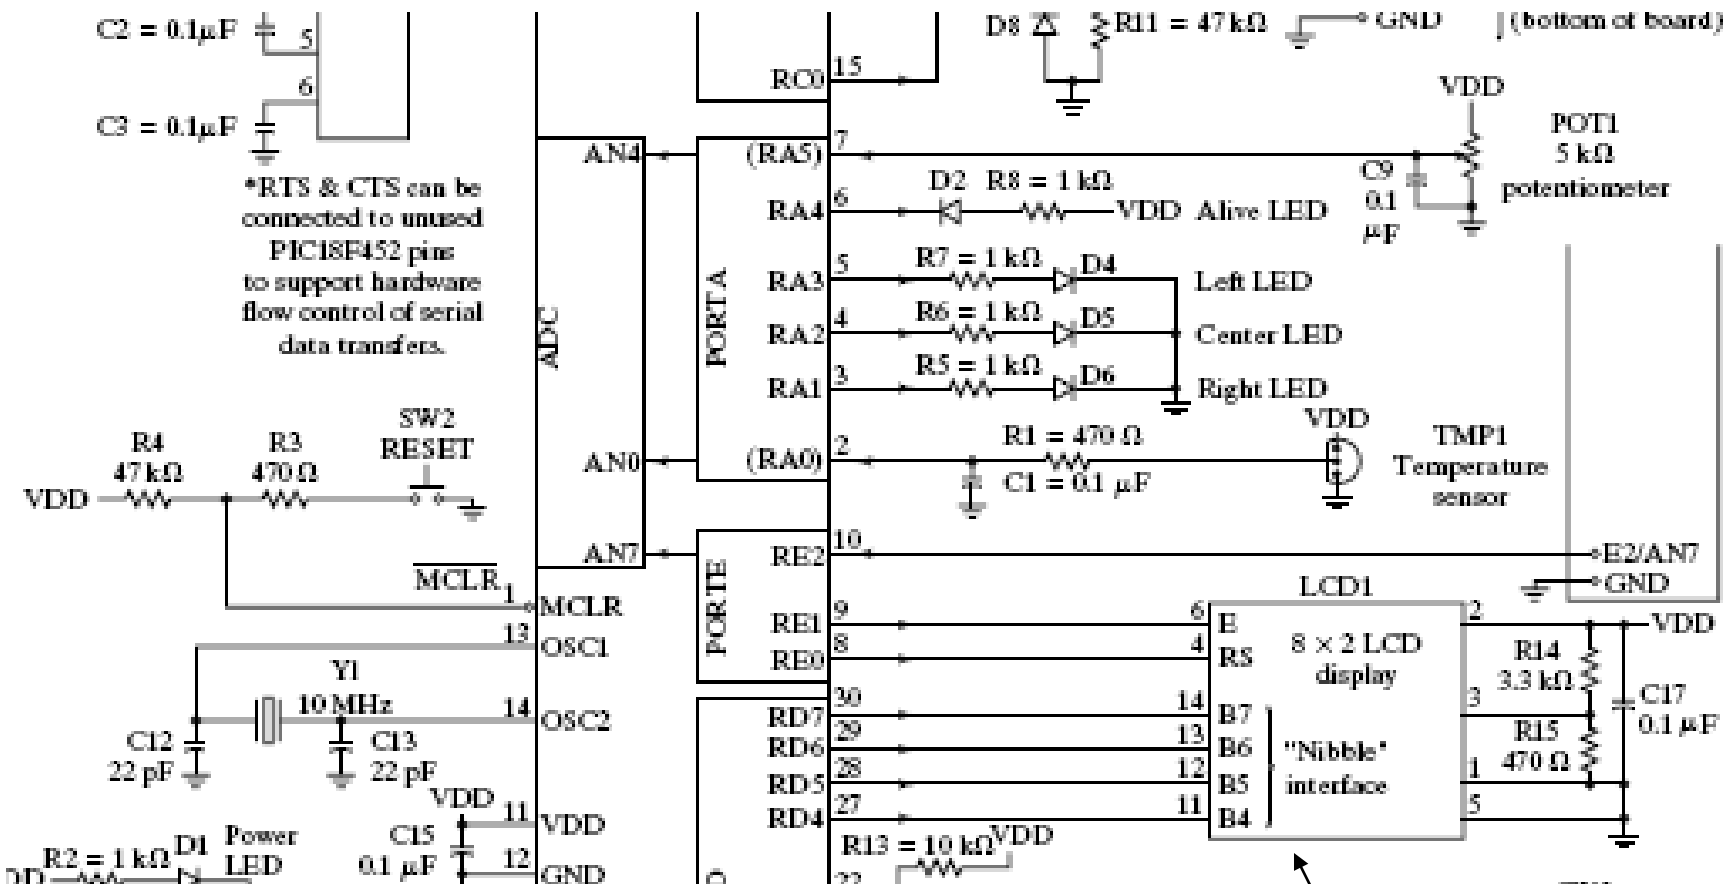 C2 = 0.1μF
5
6
C3 = 0.1μF
*RTS & CTS can be
connected to unused
PIC18F452 pins
to support hardware
flow control of serial
data transfers.
D8
R11 = 47 kΩ
GND
(bottom of board)
RC0
15
VDD
POT1
5 kΩ
potentiometer
C9
0.1
μF
AN4
(RA5)
7
D2
R8 = 1 kΩ
RA4
6
VDD
Alive LED
R7 = 1 kΩ
RA3
5
D4
Left LED
R6 = 1 kΩ
RA2
4
D5
Center LED
R5 = 1 kΩ
RA1
3
D6
Right LED
ADC
PORTA
SW2
RESET
R4
47 kΩ
R3
470 Ω
VDD
AN0
(RA0)
2
R1 = 470 Ω
C1 = 0.1 μF
VDD
TMP1
Temperature
sensor
AN7
RE2
10
E2/AN7
GND
MCLR
1
MCLR
PORTE
RE1
9
RE0
8
13
OSC1
Y1
10 MHz
14
OSC2
C12
22 pF
C13
22 pF
LCD1
6
E
4
RS
8 × 2 LCD
display
14
B7
13
B6
12
B5
11
B4
"Nibble"
interface
2
3
1
5
VDD
R14
3.3 kΩ
R15
470 Ω
C17
0.1 μF
RD7
30
RD6
29
RD5
28
RD4
27
VDD
11
VDD
C15
0.1 μF
12
GND
R13 = 10 kΩ
VDD
22
R2 = 1 kΩ
D1
Power
LED